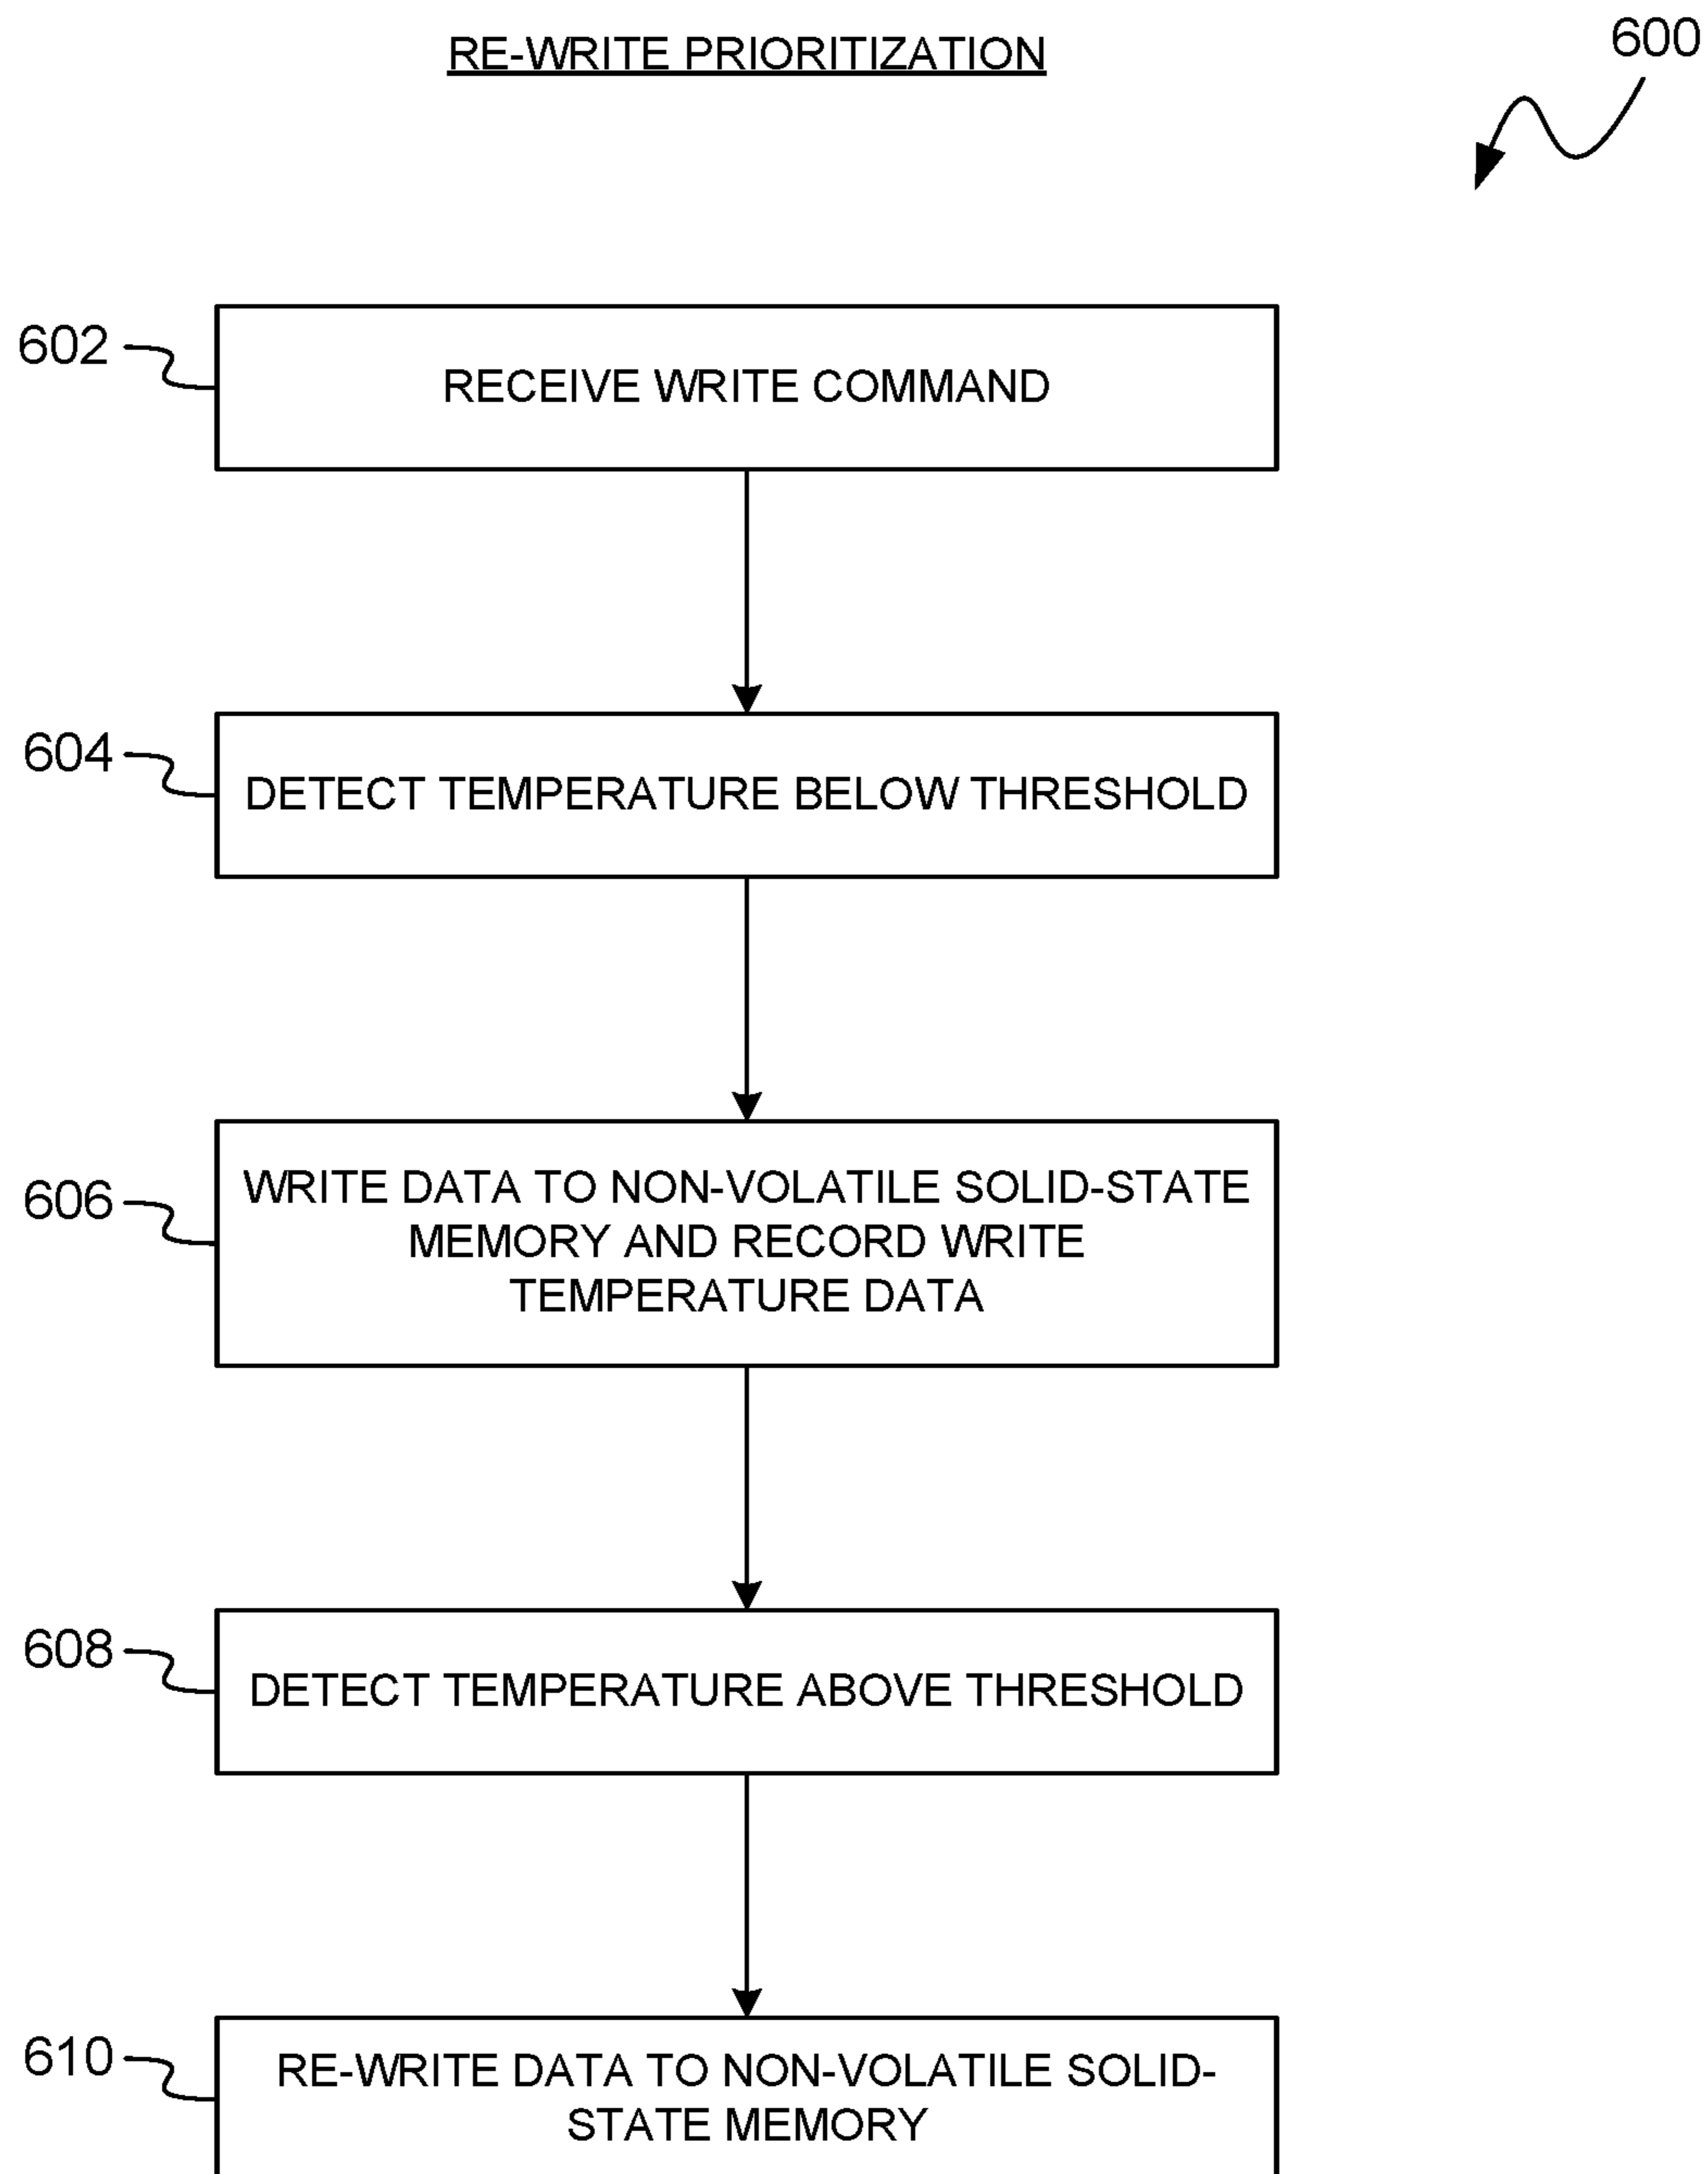 RE-WRITE PRIORITIZATION
600
602
RECEIVE WRITE COMMAND
604
DETECT TEMPERATURE BELOW THRESHOLD
606
WRITE DATA TO NON-VOLATILE SOLID-STATE
MEMORY AND RECORD WRITE
TEMPERATURE DATA
608
DETECT TEMPERATURE ABOVE THRESHOLD
610
RE-WRITE DATA TO NON-VOLATILE SOLID-
STATE MEMORY